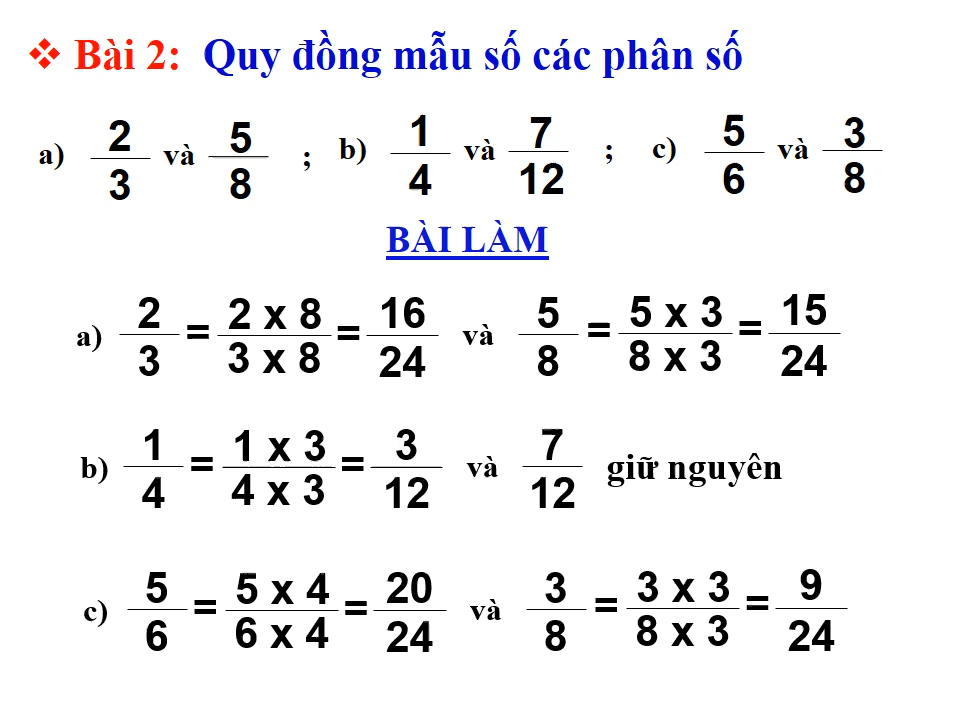 ❖ Bài 2: Quy đồng mẫu số các phân số
a) 2/3 và 5/8 ; b) 1/4 và 7/12 ; c) 5/6 và 3/8
BÀI LÀM
a) 2/3 = 2 x 8/3 x 8 = 16/24 và 5/8 = 5 x 3/8 x 3 = 15/24
b) 1/4 = 1 x 3/4 x 3 = 3/12 và 7/12 giữ nguyên
c) 5/6 = 5 x 4/6 x 4 = 20/24 và 3/8 = 3 x 3/8 x 3 = 9/24